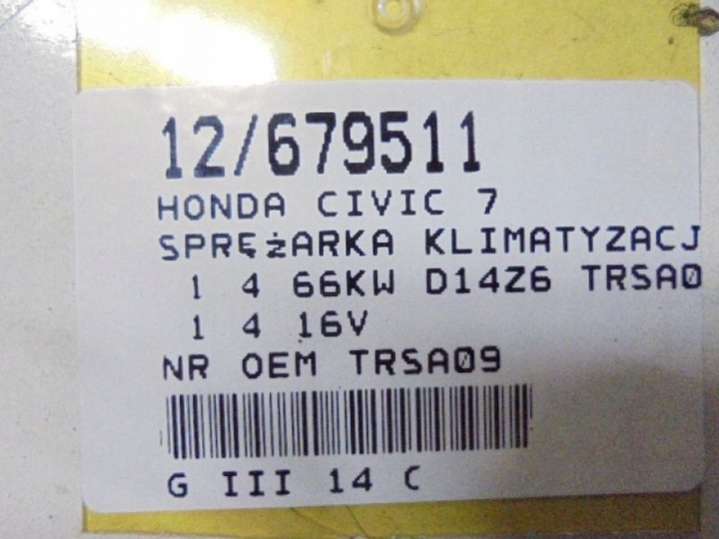 12/679511
HONDA CIVIC 7
SPRĘżARKA KLIMATYZACJ
1 4 66KW D14Z6 TRSA0
1 4 16V
NR OEM TRSA09
G III 14 C